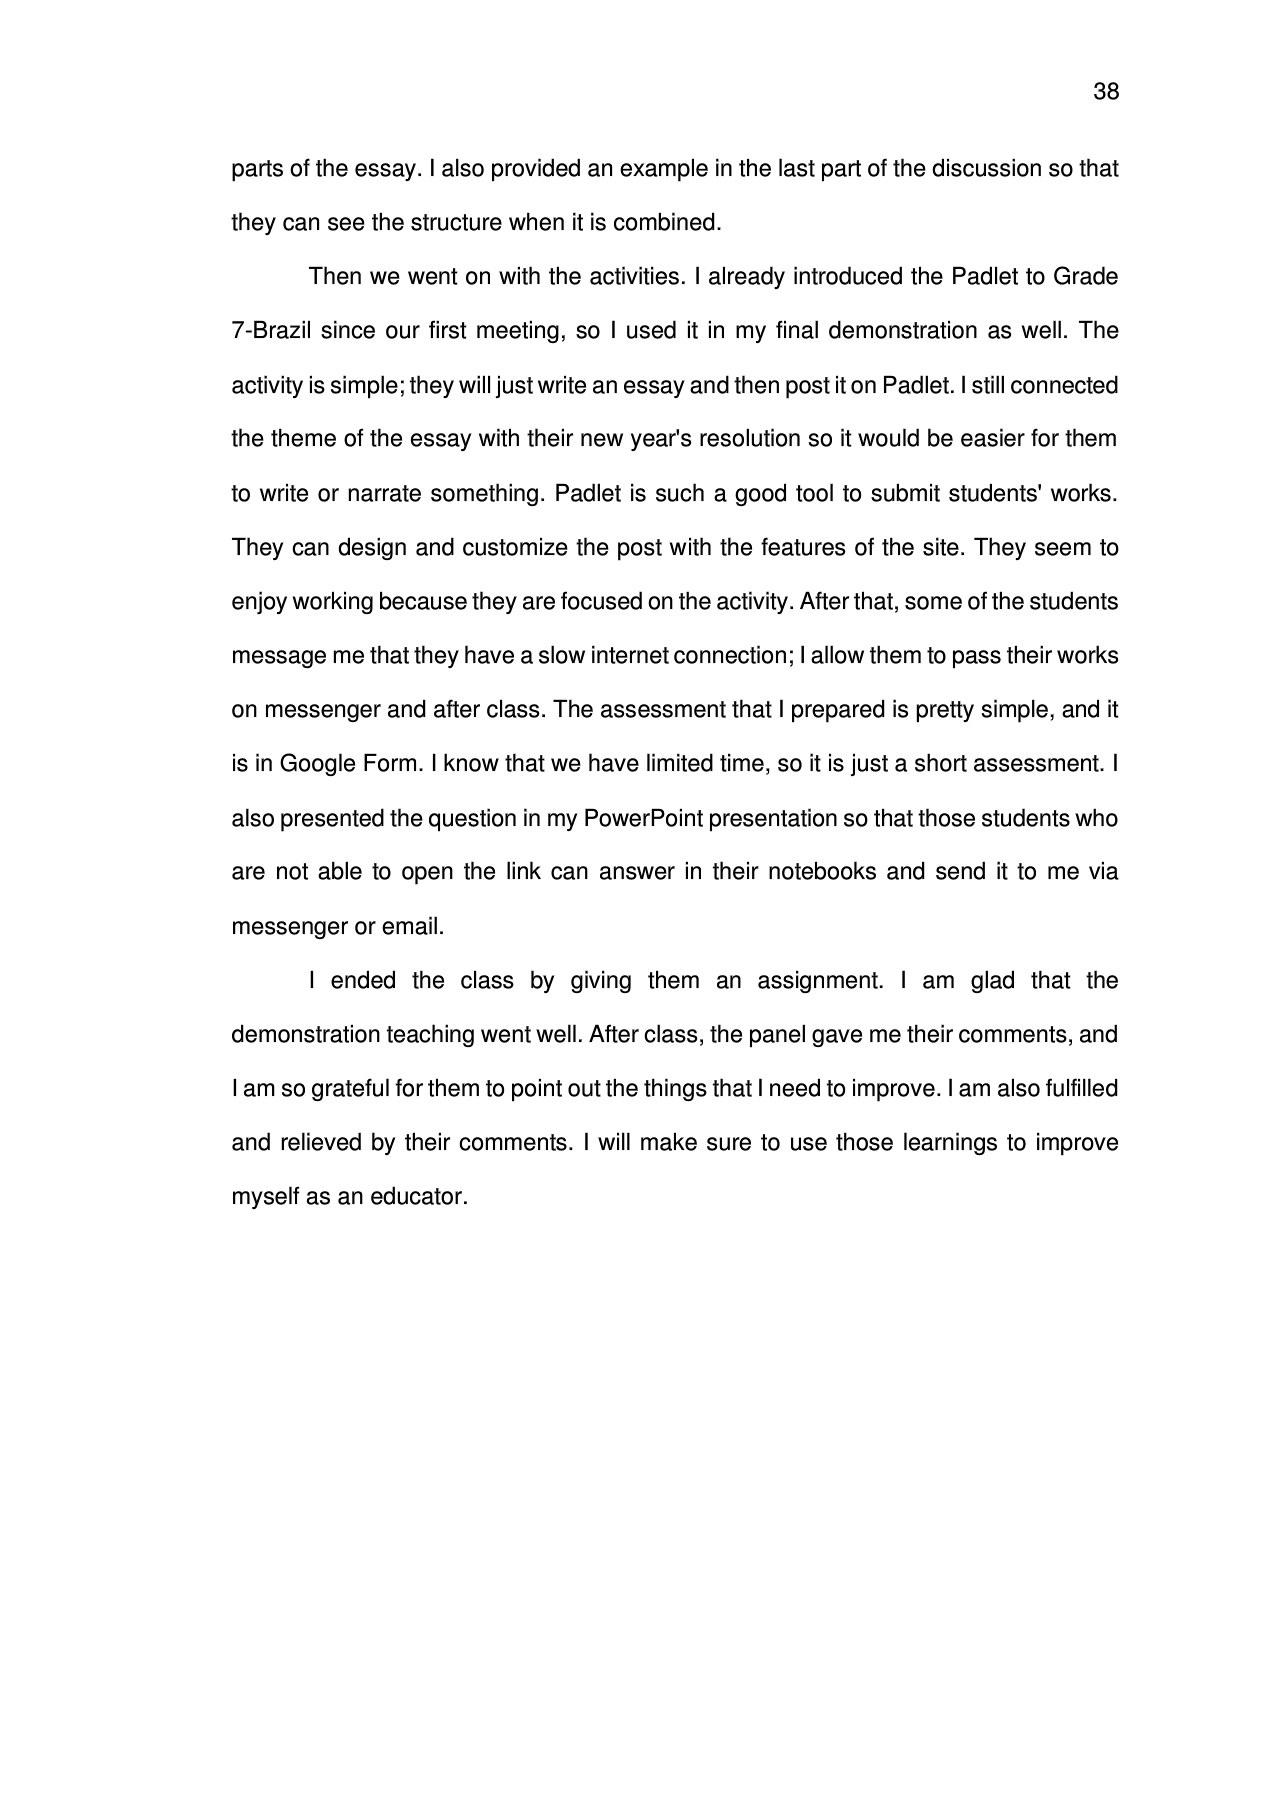 38
parts of the essay. I also provided an example in the last part of the discussion so that
they can see the structure when it is combined.
Then we went on with the activities. I already introduced the Padlet to Grade
7-Brazil since our first meeting, so I used it in my final demonstration as well. The
activity is simple; they will just write an essay and then post it on Padlet. I still connected
the theme of the essay with their new year's resolution so it would be easier for them
to write or narrate something. Padlet is such a good tool to submit students' works.
They can design and customize the post with the features of the site. They seem to
enjoy working because they are focused on the activity. After that, some of the students
message me that they have a slow internet connection; I allow them to pass their works
on messenger and after class. The assessment that I prepared is pretty simple, and it
is in Google Form. I know that we have limited time, so it is just a short assessment. I
also presented the question in my PowerPoint presentation so that those students who
are not able to open the link can answer in their notebooks and send it to me via
messenger or email.
I ended the class by giving them an assignment. I am glad that the
demonstration teaching went well. After class, the panel gave me their comments, and
I am so grateful for them to point out the things that I need to improve. I am also fulfilled
and relieved by their comments. I will make sure to use those learnings to improve
myself as an educator.